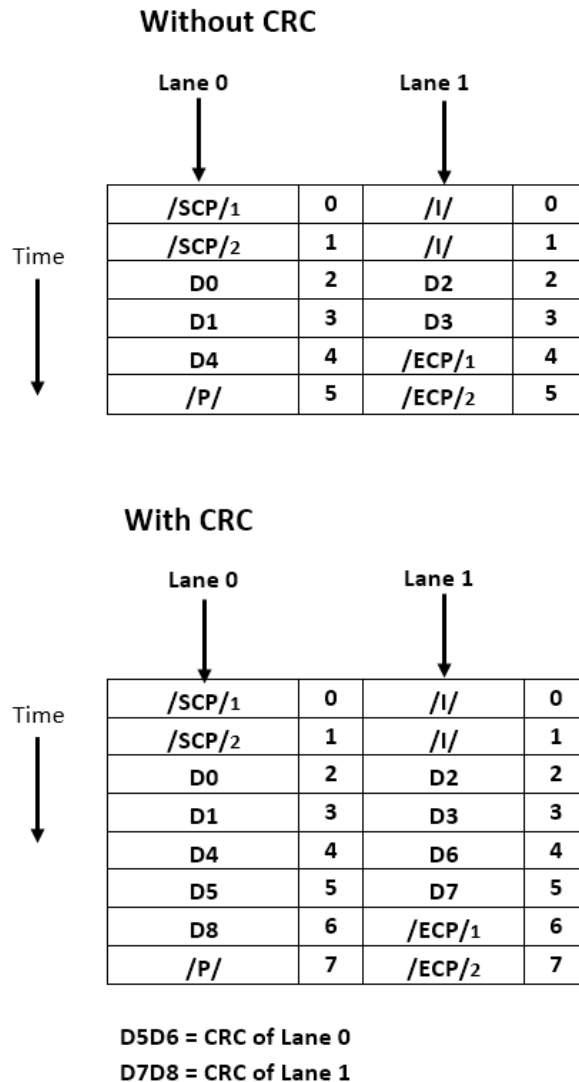 Without CRC
Lane 0 Lane 1
Time
/SCP/1 0 /I/ 0
/SCP/2 1 /I/ 1
D0 2 D2 2
D1 3 D3 3
D4 4 /ECP/1 4
/P/ 5 /ECP/2 5
With CRC
Lane 0 Lane 1
Time
/SCP/1 0 /I/ 0
/SCP/2 1 /I/ 1
D0 2 D2 2
D1 3 D3 3
D4 4 D6 4
D5 5 D7 5
D8 6 /ECP/1 6
/P/ 7 /ECP/2 7
D5D6 = CRC of Lane 0
D7D8 = CRC of Lane 1